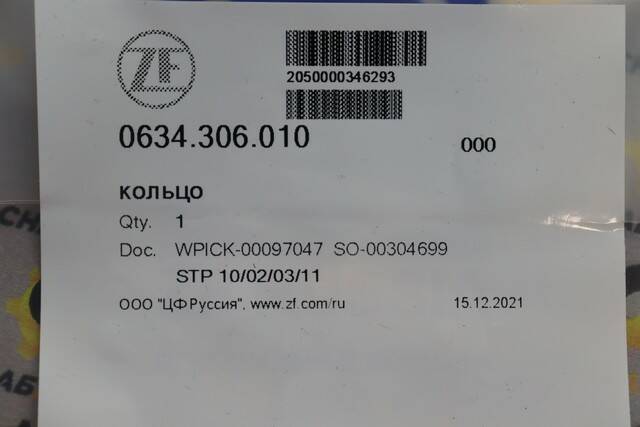 ZF
2050000346293
0634.306.010 000
кольцо
Qty. 1
Doc. WPICK-00097047 SO-00304699
STP 10/02/03/11
ООО "ЦФ Руссия", www.zf.com/ru 15.12.2021